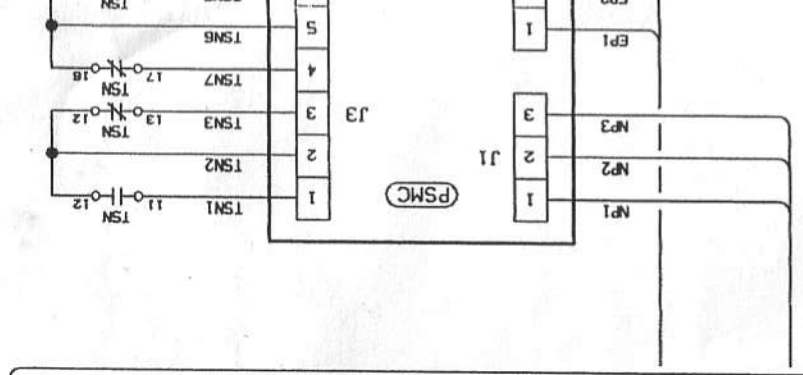 NP1 1 PSMC 1 TSN1 11 TSN 12
NP2 2 J1 2 TSN2
NP3 3 J3 3 TSN3 13 TSN 12
4 TSN7 17 TSN
EP1 1 5 TSN6
TSN